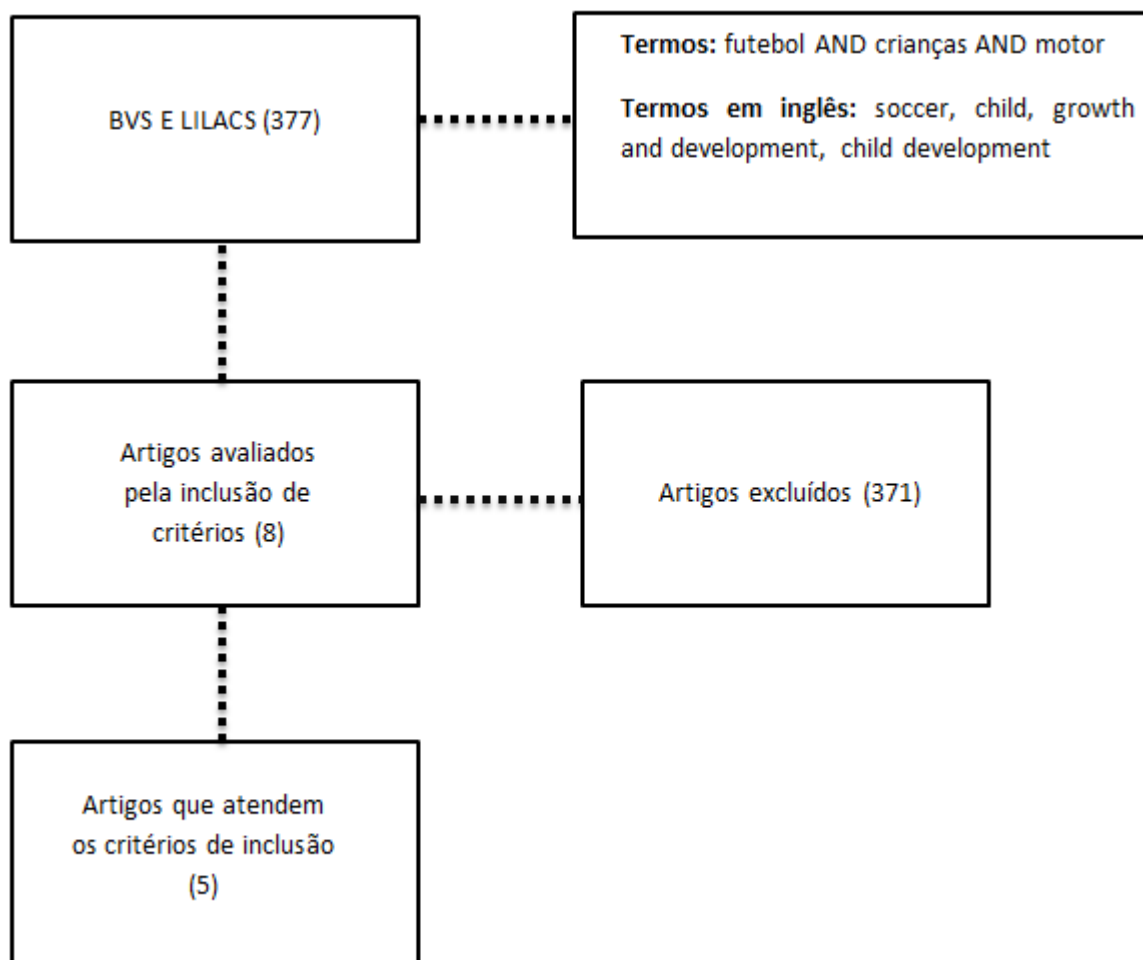 BVS E LILACS (377)
Termos: futebol AND crianças AND motor
Termos em inglês: soccer, child, growth
and development, child development
Artigos avaliados
pela inclusão de
critérios (8)
Artigos excluídos (371)
Artigos que atendem
os critérios de inclusão
(5)